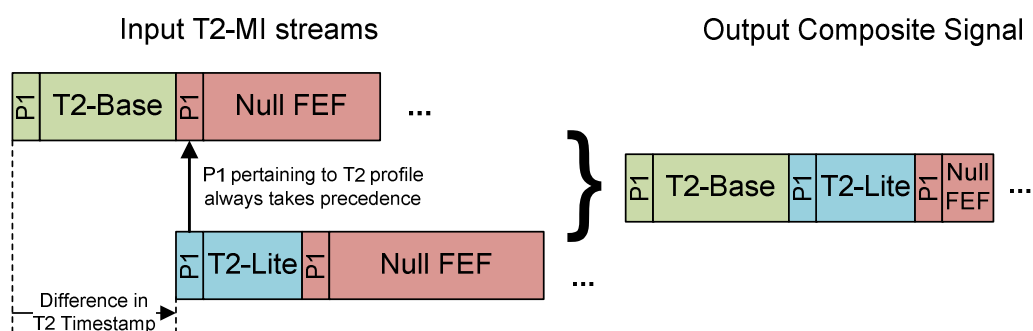 Input T2-MI streams
Output Composite Signal
P1 T2-Base P1 Null FEF ...
P1 pertaining to T2 profile
always takes precedence
}
P1 T2-Base P1 T2-Lite P1 Null
FEF ...
P1 T2-Lite P1 Null FEF ...
Difference in
T2 Timestamp